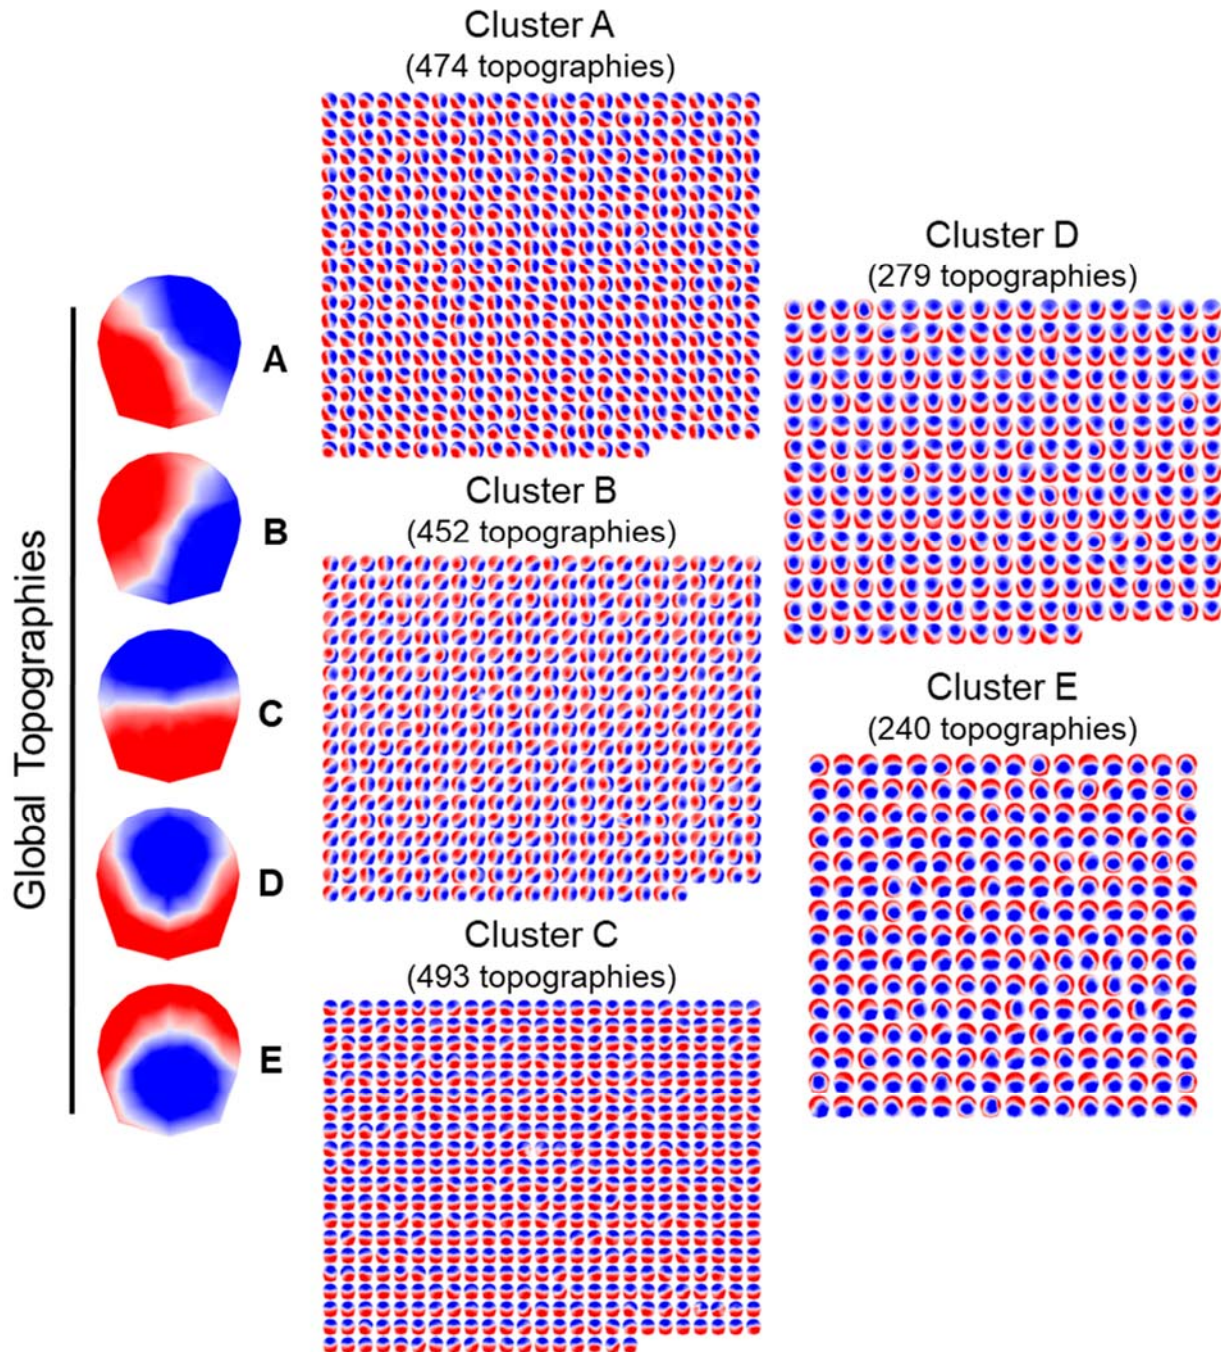 Global Topographies
A
B
C
D
E
Cluster A
(474 topographies)
Cluster B
(452 topographies)
Cluster C
(493 topographies)
Cluster D
(279 topographies)
Cluster E
(240 topographies)